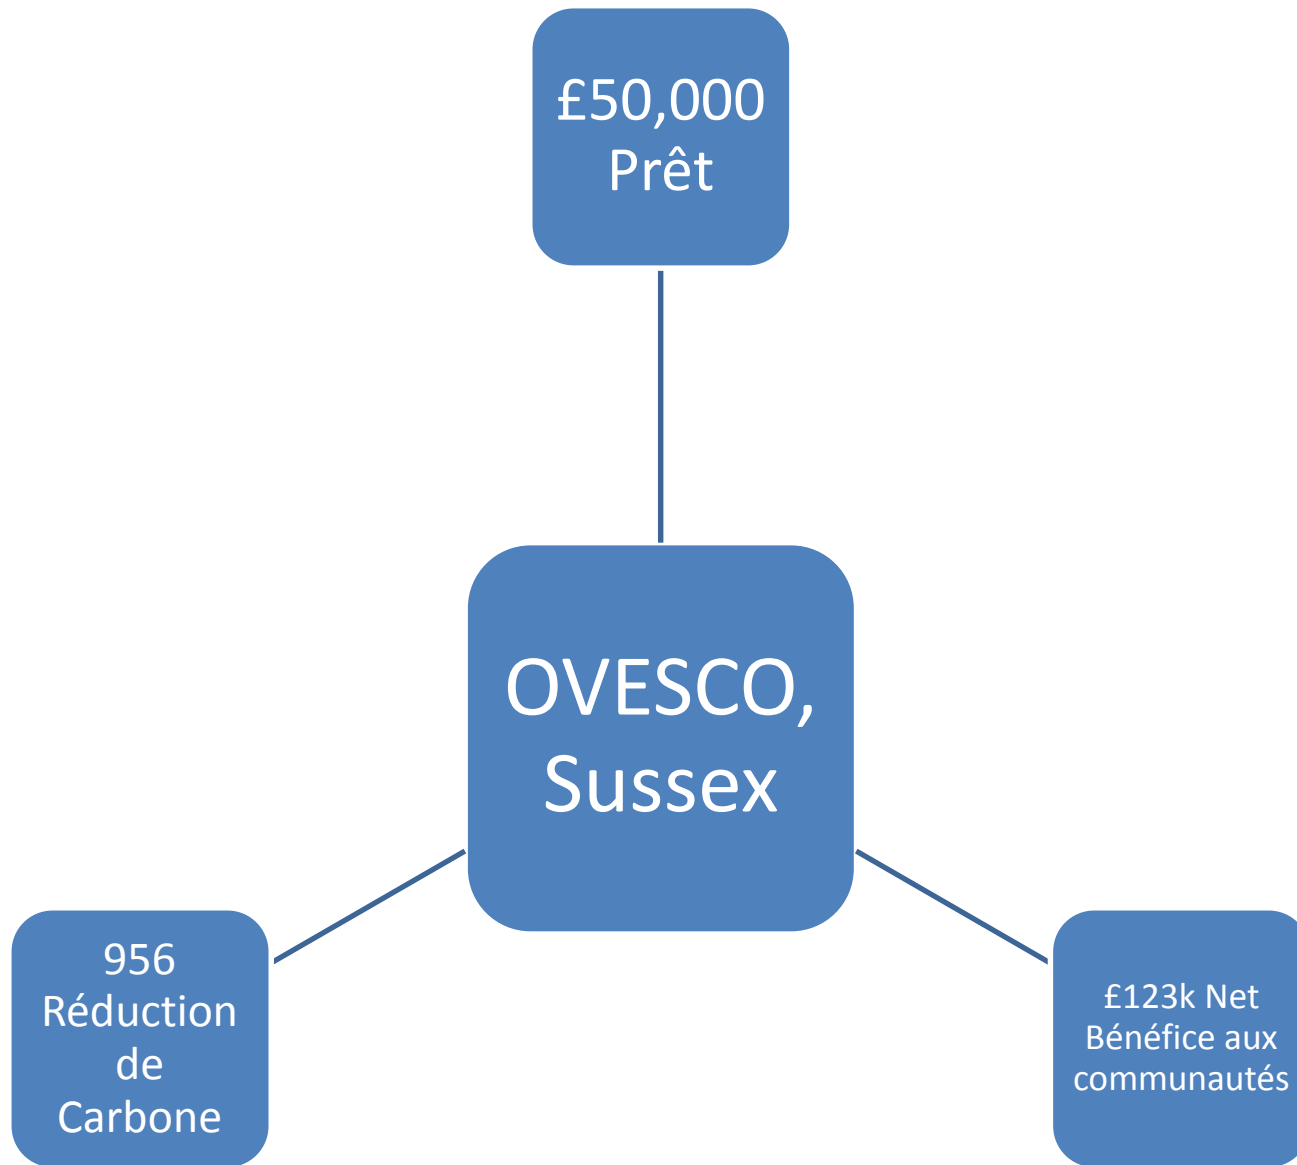 £50,000
Prêt
OVESCO,
Sussex
956
Réduction
de
Carbone
£123k Net
Bénéfice aux
communautés